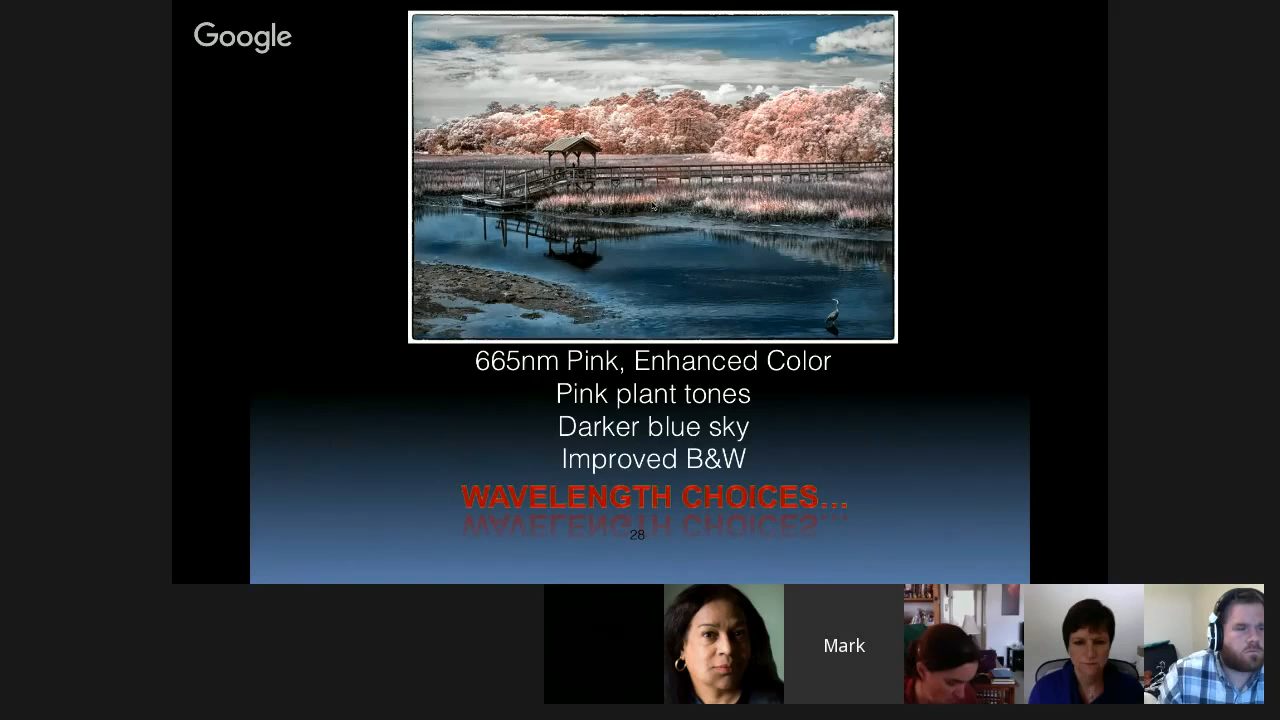 Google
665nm Pink, Enhanced Color
Pink plant tones
Darker blue sky
Improved B&W
WAVELENGTH CHOICES...
28
Mark